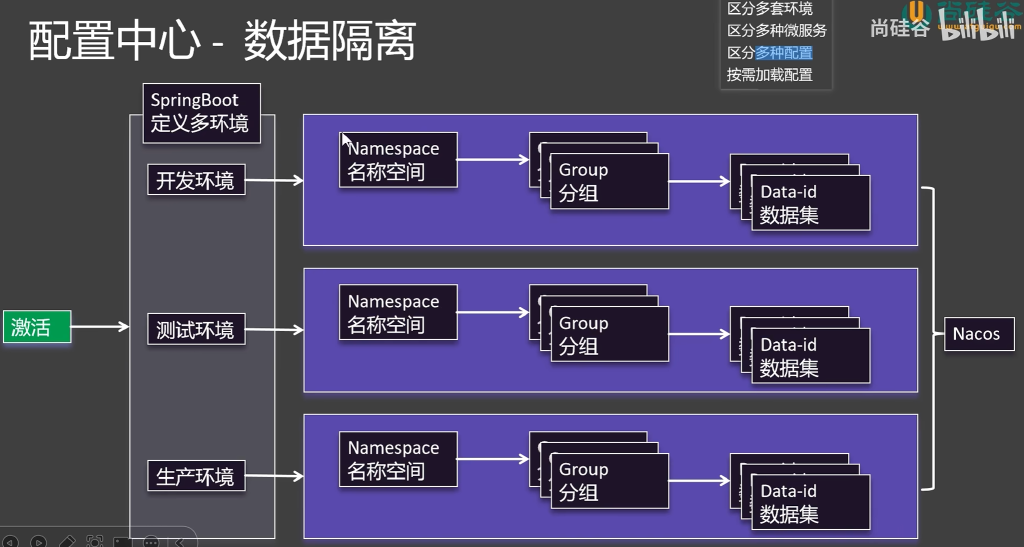 配置中心 - 数据隔离
区分多套环境
区分多种微服务
区分多种配置
按需加载配置
尚硅谷
bilibili
SpringBoot
定义多环境
开发环境
Namespace
名称空间
Group
分组
Data-id
数据集
激活
测试环境
Namespace
名称空间
Group
分组
Data-id
数据集
Nacos
生产环境
Namespace
名称空间
Group
分组
Data-id
数据集